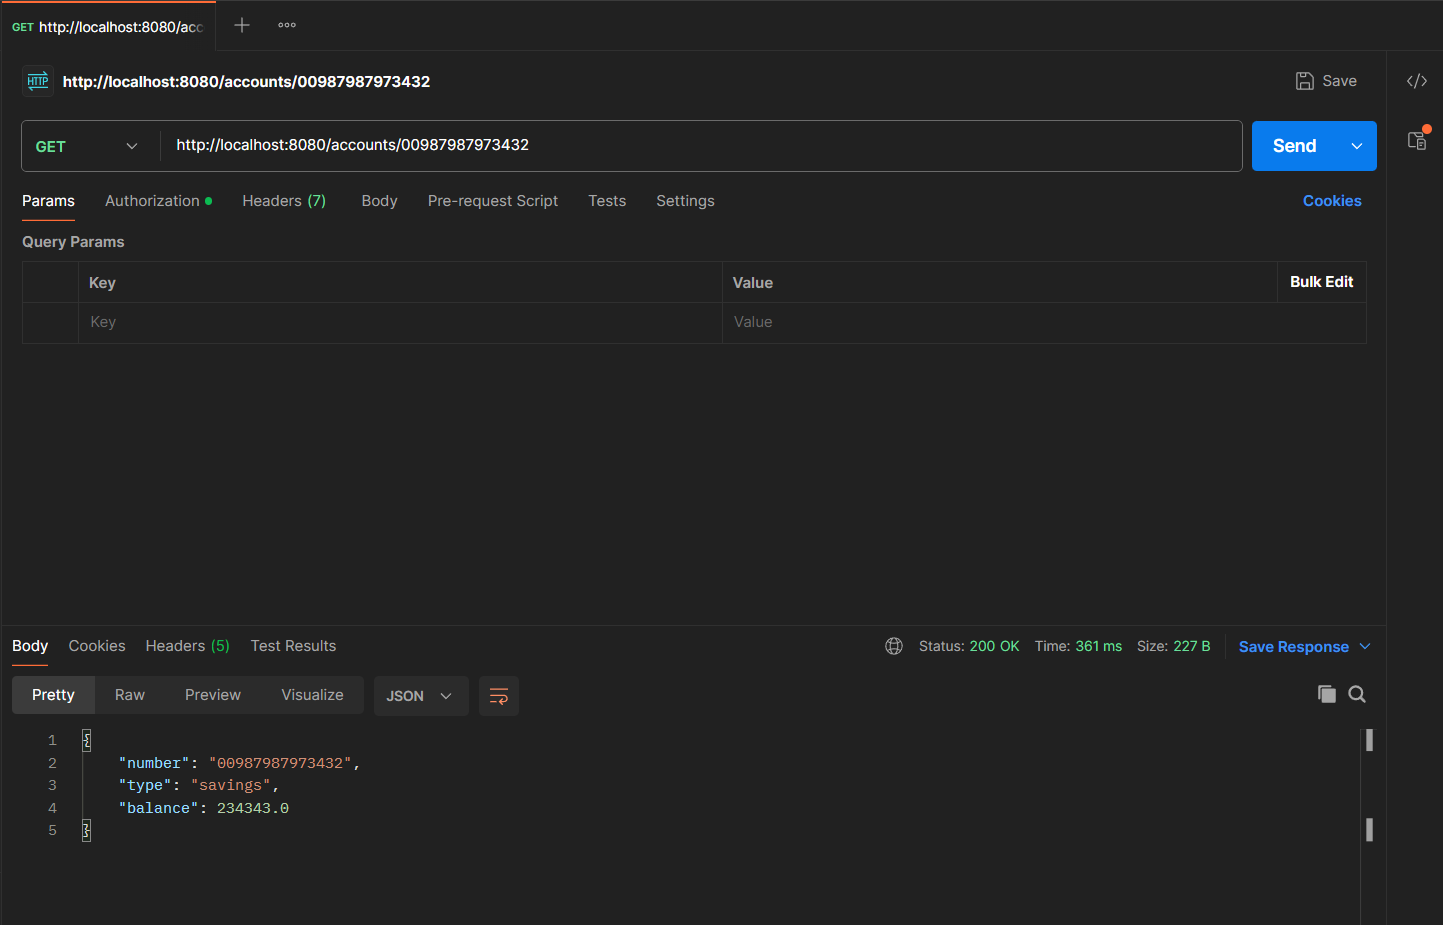 GET http://localhost:8080/acc
HTTP http://localhost:8080/accounts/00987987973432
Save
GET http://localhost:8080/accounts/00987987973432
Send
Params Authorization Headers (7) Body Pre-request Script Tests Settings Cookies
Query Params
Key Value Bulk Edit
Key Value
Body Cookies Headers (5) Test Results Status: 200 OK Time: 361 ms Size: 227 B Save Response
Pretty Raw Preview Visualize JSON
1 {
2 "number": "00987987973432",
3 "type": "savings",
4 "balance": 234343.0
5 }